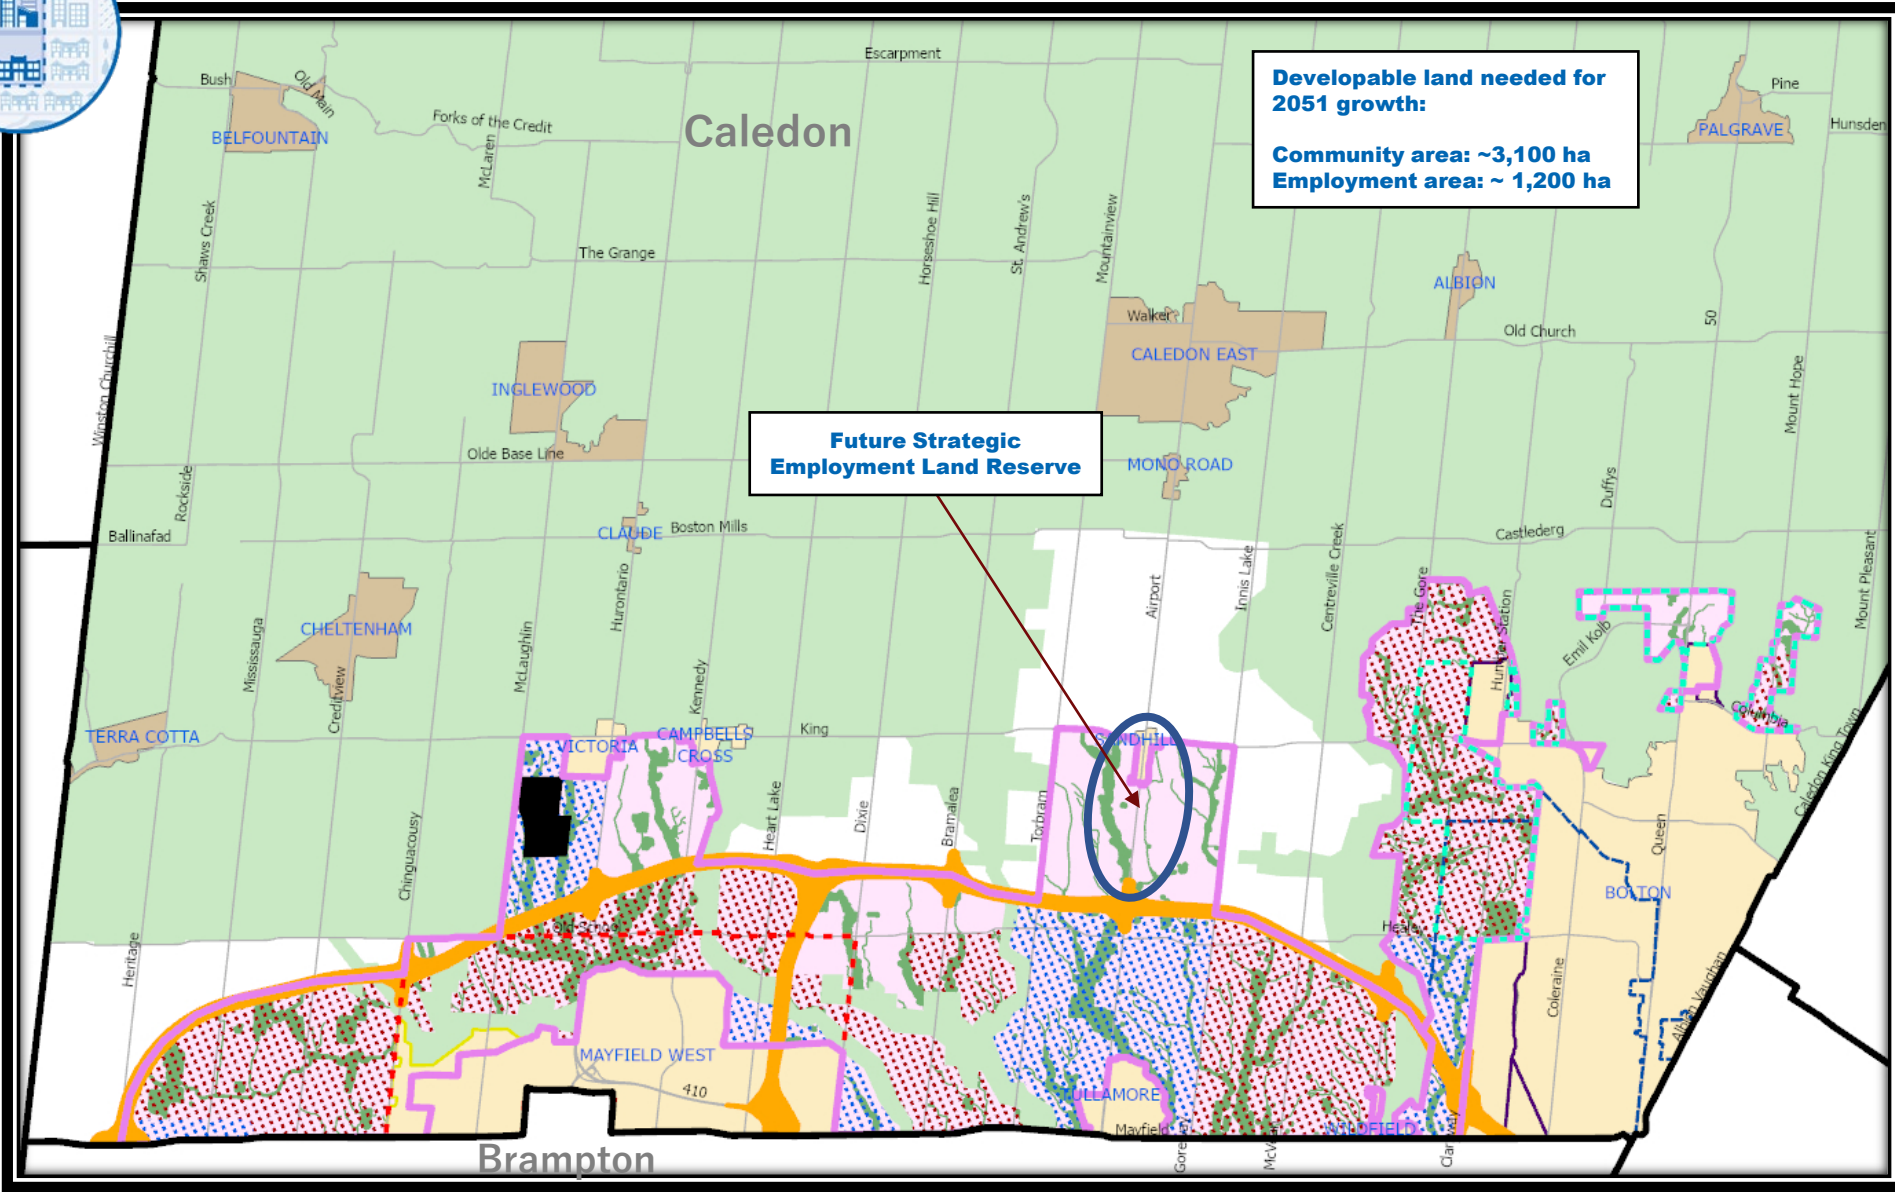 Escarpment
Bush
Old Main
BELFOUNTAIN
Forks of the Credit
McLaren
Caledon
Developable land needed for
2051 growth:
Community area: ~3,100 ha
Employment area: ~ 1,200 ha
Pine
PALGRAVE
Hunsden
Shaws Creek
The Grange
Horseshoe Hill
St. Andrew's
Mountainview
ALBION
Walker
CALEDON EAST
Old Church
50
Mount Hope
Winston Churchill
INGLEWOOD
Olde Base Line
Future Strategic
Employment Land Reserve
MONO ROAD
Rockside
Ballinafad
CLAUDE
Boston Mills
Castlederg
Duffys
Mount Pleasant
CHELTENHAM
Mississauga
Creditview
McLaughlin
Hurontario
Kennedy
Airport
Innis Lake
Centreville Creek
The Gore
Humber Station
Emil Kolb
Columbia
Caledon King Town
TERRA COTTA
VICTORIA
CAMPBELLS
CROSS
King
SANDHILL
Chinguacousy
Heart Lake
Dixie
Bramalea
Torbram
Queen
BOLTON
Heritage
Old School
Healey
Coleraine
Albion Vaughan
MAYFIELD WEST
410
TULLAMORE
Mayfield
WILDFIELD
Brampton